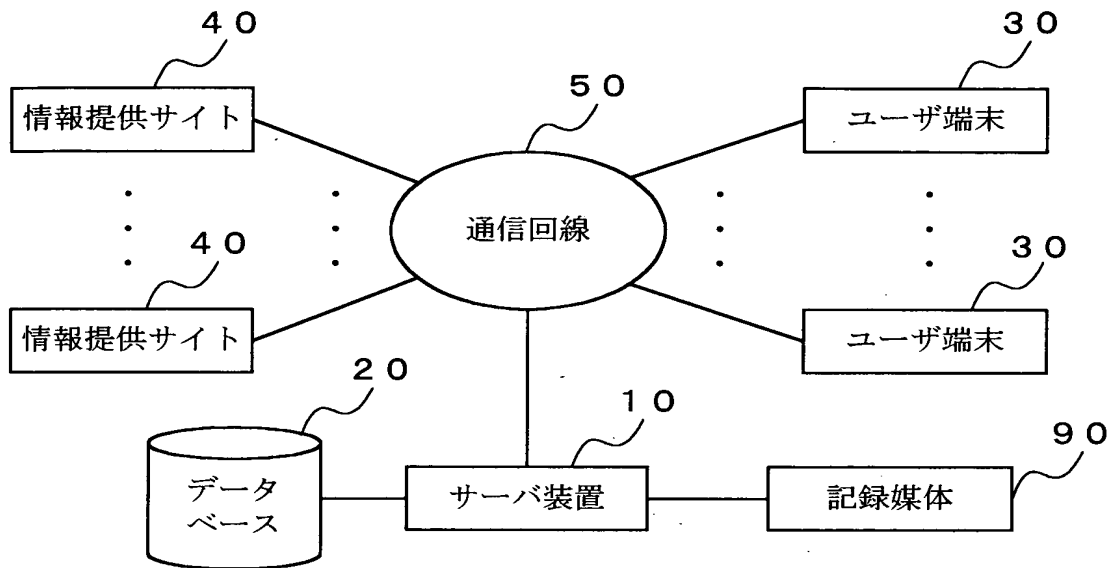 ４０
３０
５０
情報提供サイト
ユーザ端末
通信回線
４０
３０
情報提供サイト
ユーザ端末
２０
１０
９０
データ
ベース
サーバ装置
記録媒体